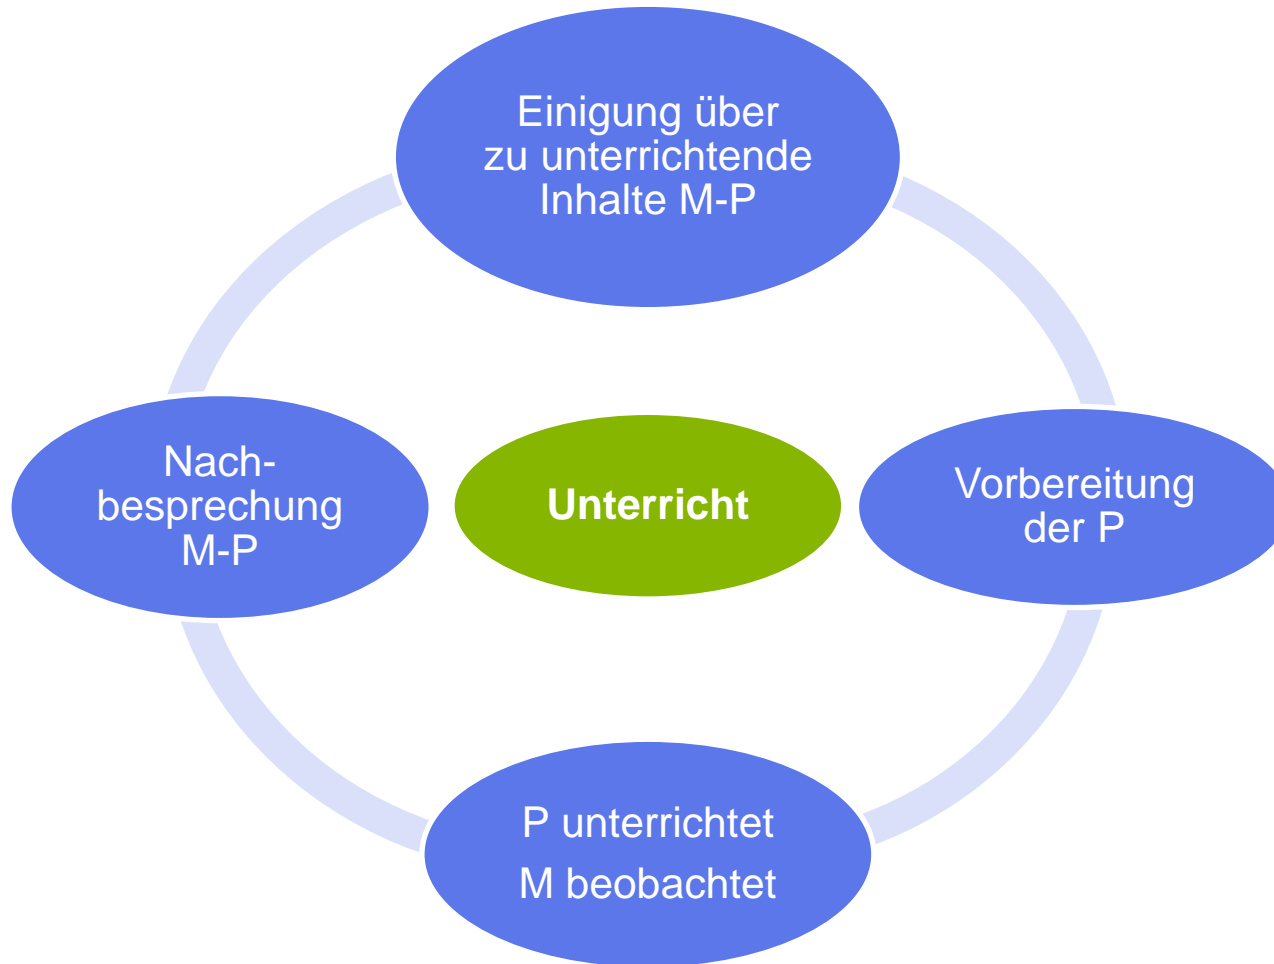 Einigung über
zu unterrichtende
Inhalte M-P
Nach-
besprechung
M-P
Unterricht
Vorbereitung
der P
P unterrichtet
M beobachtet